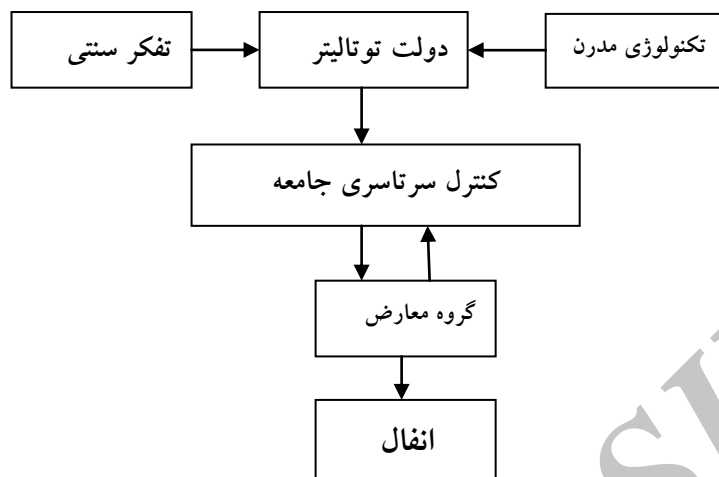 تکنولوژی مدرن
دولت توتالیتر
تفکر سنتی
کنترل سرتاسری جامعه
گروه معارض
انفال